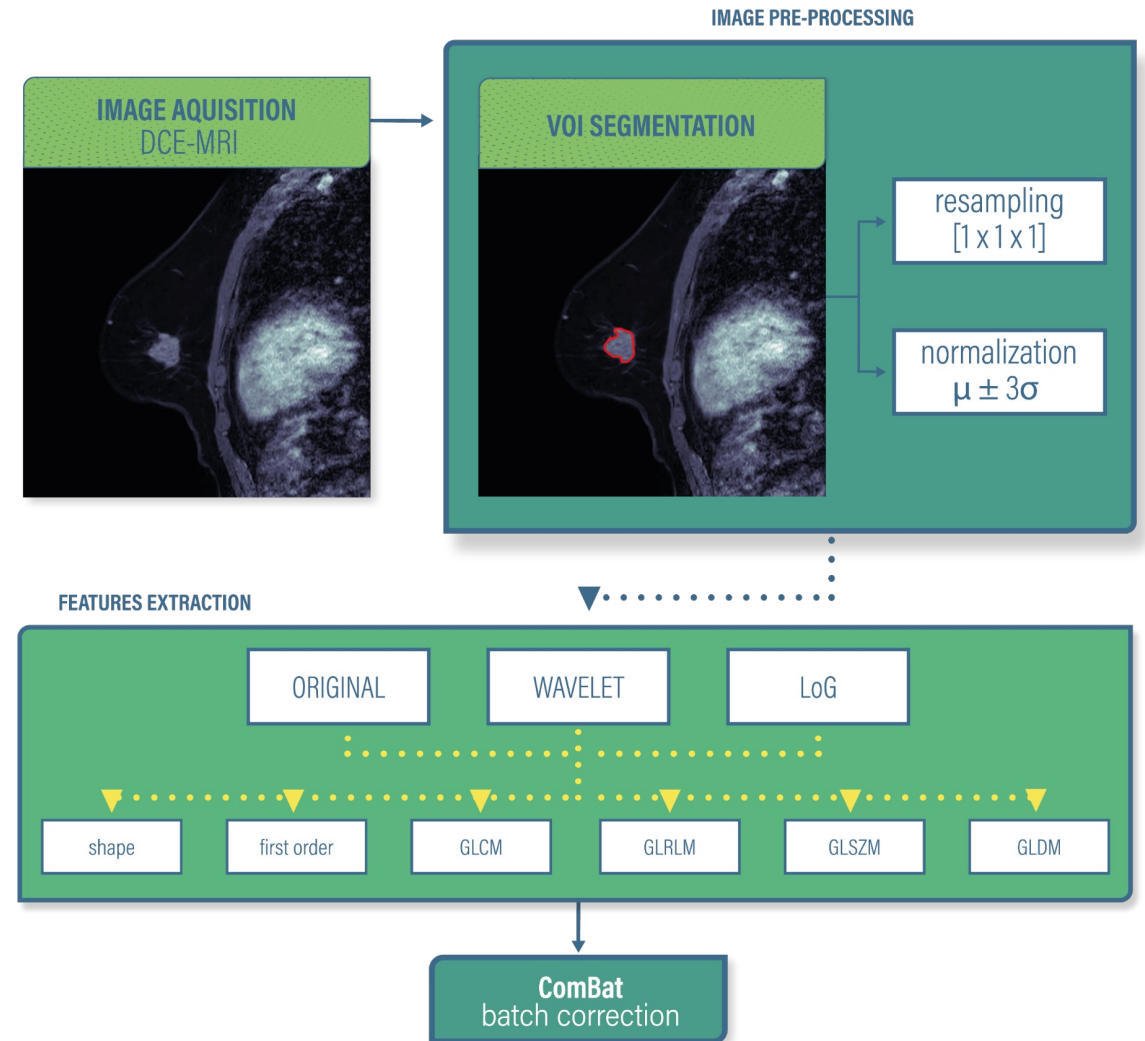 IMAGE PRE-PROCESSING
IMAGE AQUISITION
DCE-MRI
VOI SEGMENTATION
resampling
[1 x 1 x 1]
normalization
μ ± 3σ
FEATURES EXTRACTION
ORIGINAL
WAVELET
LoG
shape
first order
GLCM
GLRLM
GLSZM
GLDM
ComBat
batch correction